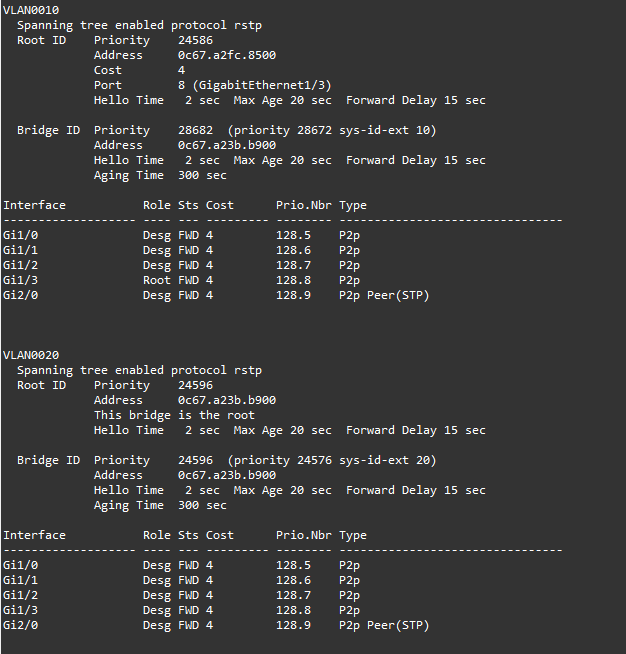 VLAN0010
  Spanning tree enabled protocol rstp
  Root ID    Priority    24586
             Address     0c67.a2fc.8500
             Cost        4
             Port        8 (GigabitEthernet1/3)
             Hello Time   2 sec  Max Age 20 sec  Forward Delay 15 sec

  Bridge ID  Priority    28682  (priority 28672 sys-id-ext 10)
             Address     0c67.a23b.b900
             Hello Time   2 sec  Max Age 20 sec  Forward Delay 15 sec
             Aging Time  300 sec

Interface           Role Sts Cost      Prio.Nbr Type
------------------- ---- --- --------- -------- --------------------------------
Gi1/0               Desg FWD 4         128.5    P2p
Gi1/1               Desg FWD 4         128.6    P2p
Gi1/2               Desg FWD 4         128.7    P2p
Gi1/3               Root FWD 4         128.8    P2p
Gi2/0               Desg FWD 4         128.9    P2p Peer(STP)

VLAN0020
  Spanning tree enabled protocol rstp
  Root ID    Priority    24596
             Address     0c67.a23b.b900
             This bridge is the root
             Hello Time   2 sec  Max Age 20 sec  Forward Delay 15 sec

  Bridge ID  Priority    24596  (priority 24576 sys-id-ext 20)
             Address     0c67.a23b.b900
             Hello Time   2 sec  Max Age 20 sec  Forward Delay 15 sec
             Aging Time  300 sec

Interface           Role Sts Cost      Prio.Nbr Type
------------------- ---- --- --------- -------- --------------------------------
Gi1/0               Desg FWD 4         128.5    P2p
Gi1/1               Desg FWD 4         128.6    P2p
Gi1/2               Desg FWD 4         128.7    P2p
Gi1/3               Desg FWD 4         128.8    P2p
Gi2/0               Desg FWD 4         128.9    P2p Peer(STP)